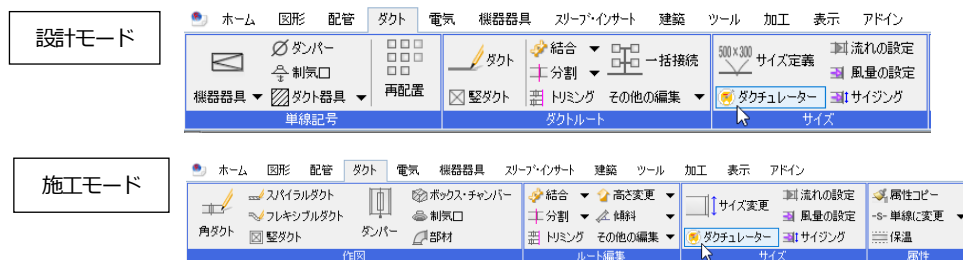 設計モード
ホーム 図形 配管 ダクト 電気 機器器具 スリーブ・インサート 建築 ツール 加工 表示 アドイン
ダンパー 結合 ▼ 500×300 流れの設定
制気口 ダクト 分割 ▼ 一括接続 サイズ定義 風量の設定
機器器具 ▼ ダクト器具 ▼ 再配置 竪ダクト トリミング その他の編集 ▼ ダクチュレーター サイジング
単線記号 ダクトルート サイズ
施工モード
ホーム 図形 配管 ダクト 電気 機器器具 スリーブ・インサート 建築 ツール 加工 表示 アドイン
スパイラルダクト ボックス・チャンバー 結合 ▼ 高さ変更 ▼ 流れの設定 属性コピー
フレキシブルダクト 制気口 分割 ▼ 傾斜 ▼ サイズ変更 風量の設定 -S- 単線に変更 ▼
角ダクト 竪ダクト ダンパー 部材 トリミング その他の編集 ▼ ダクチュレーター サイジング 保温
作図 ルート編集 サイズ 属性